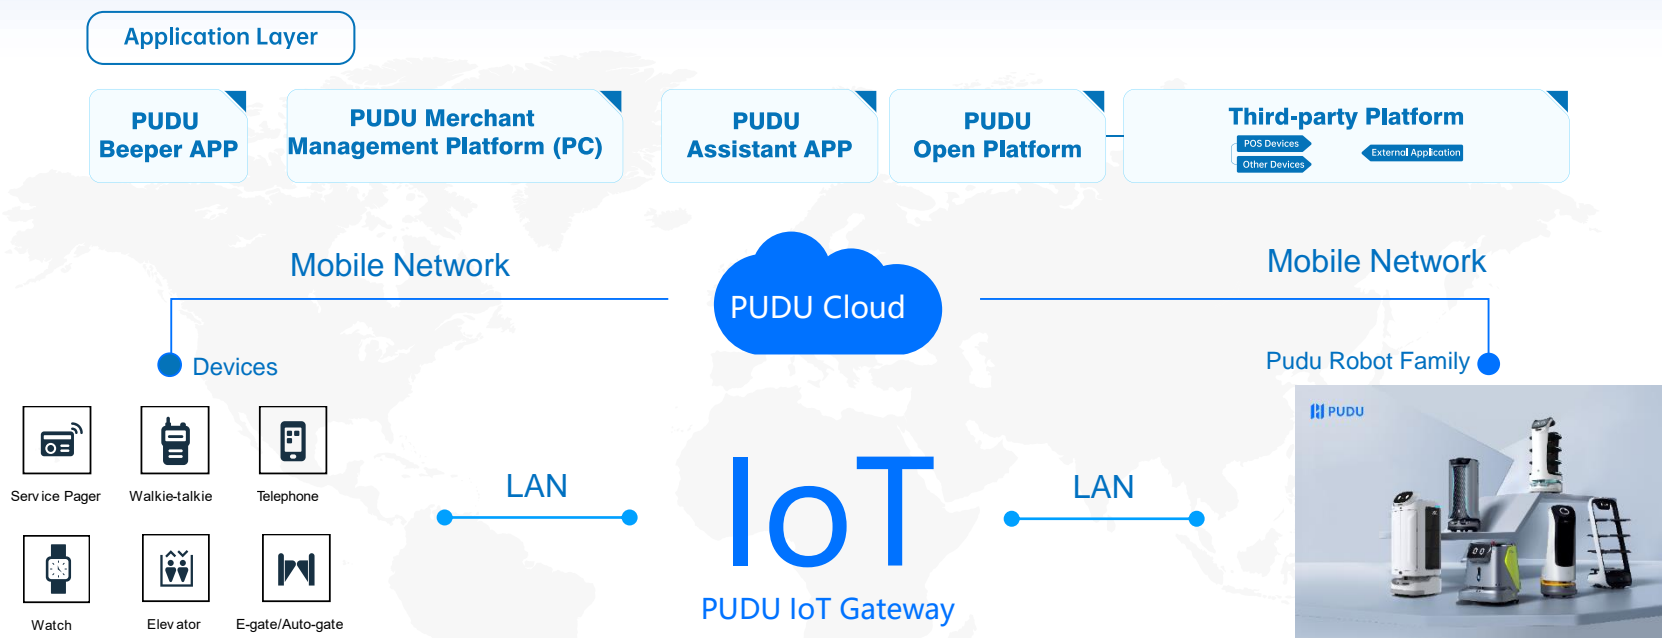 Application Layer
PUDU
Beeper APP
PUDU Merchant
Management Platform (PC)
PUDU
Assistant APP
PUDU
Open Platform
Third-party Platform
POS Devices
Other Devices
External Application
Mobile Network
PUDU Cloud
Mobile Network
Devices
Pudu Robot Family
PUDU
Service Pager
Walkie-talkie
Telephone
LAN
IoT
LAN
Watch
Elevator
E-gate/Auto-gate
PUDU IoT Gateway